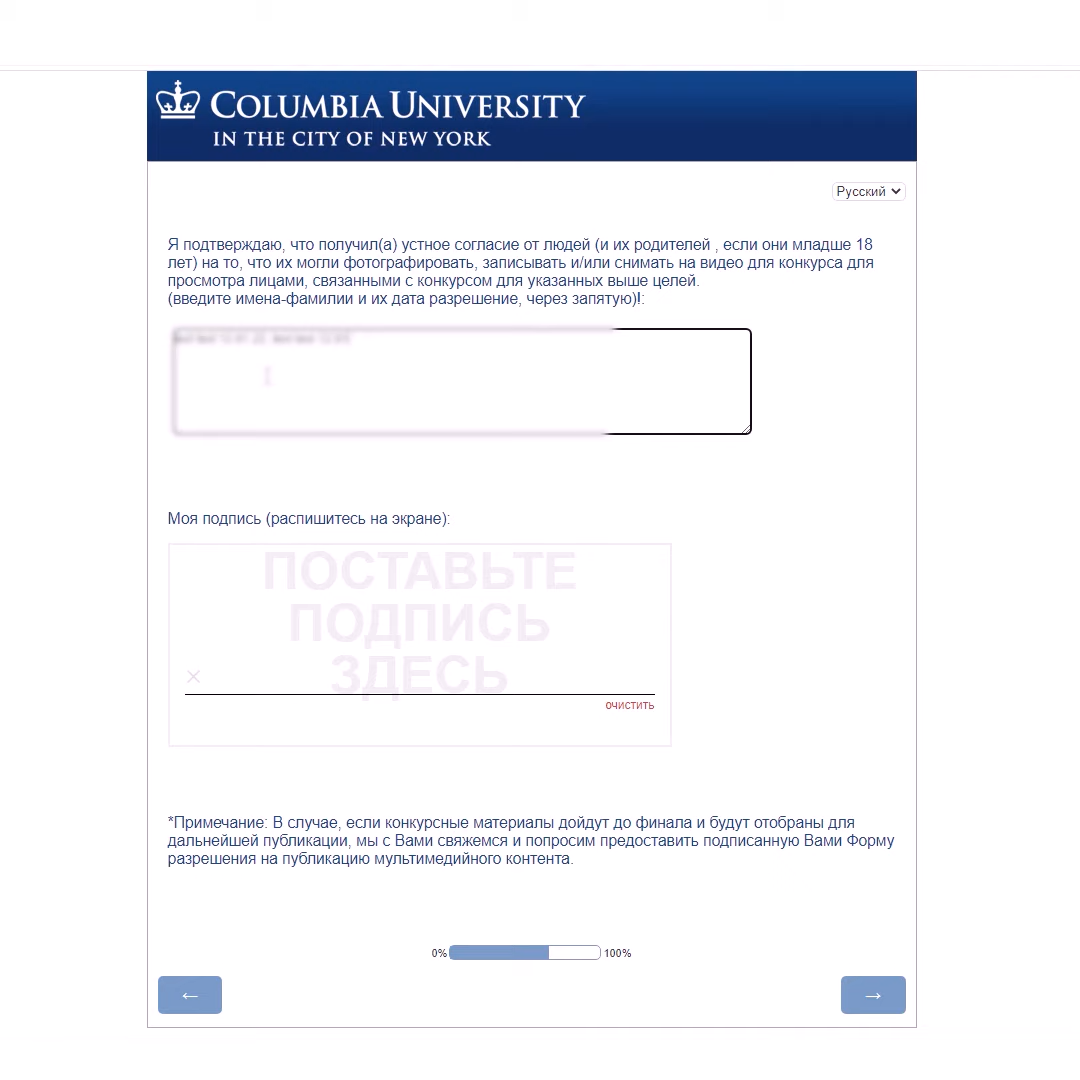 COLUMBIA UNIVERSITY
IN THE CITY OF NEW YORK
Русский
Я подтверждаю, что получил(а) устное согласие от людей (и их родителей , если они младше 18
лет) на то, что их могли фотографировать, записывать и/или снимать на видео для конкурса для
просмотра лицами, связанными с конкурсом для указанных выше целей.
(введите имена-фамилии и их дата разрешение, через запятую)!:
Моя подпись (распишитесь на экране):
ПОСТАВЬТЕ
ПОДПИСЬ
ЗДЕСЬ
×
очистить
*Примечание: В случае, если конкурсные материалы дойдут до финала и будут отобраны для
дальнейшей публикации, мы с Вами свяжемся и попросим предоставить подписанную Вами Форму
разрешения на публикацию мультимедийного контента.
0% 100%
← →